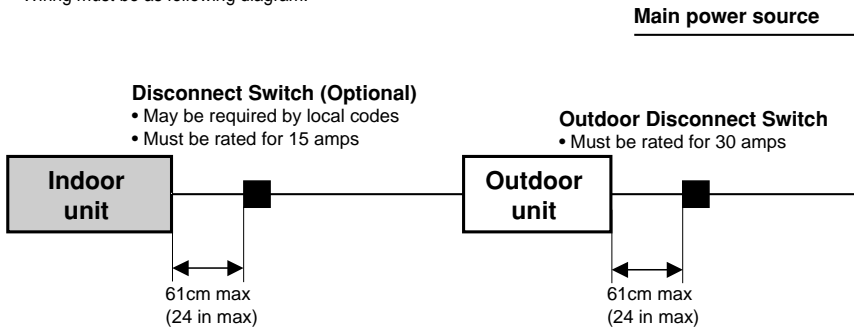 Wiring must be as following diagram.
Main power source
Disconnect Switch (Optional)
• May be required by local codes
• Must be rated for 15 amps
Outdoor Disconnect Switch
• Must be rated for 30 amps
Indoor
unit
Outdoor
unit
61cm max
(24 in max)
61cm max
(24 in max)